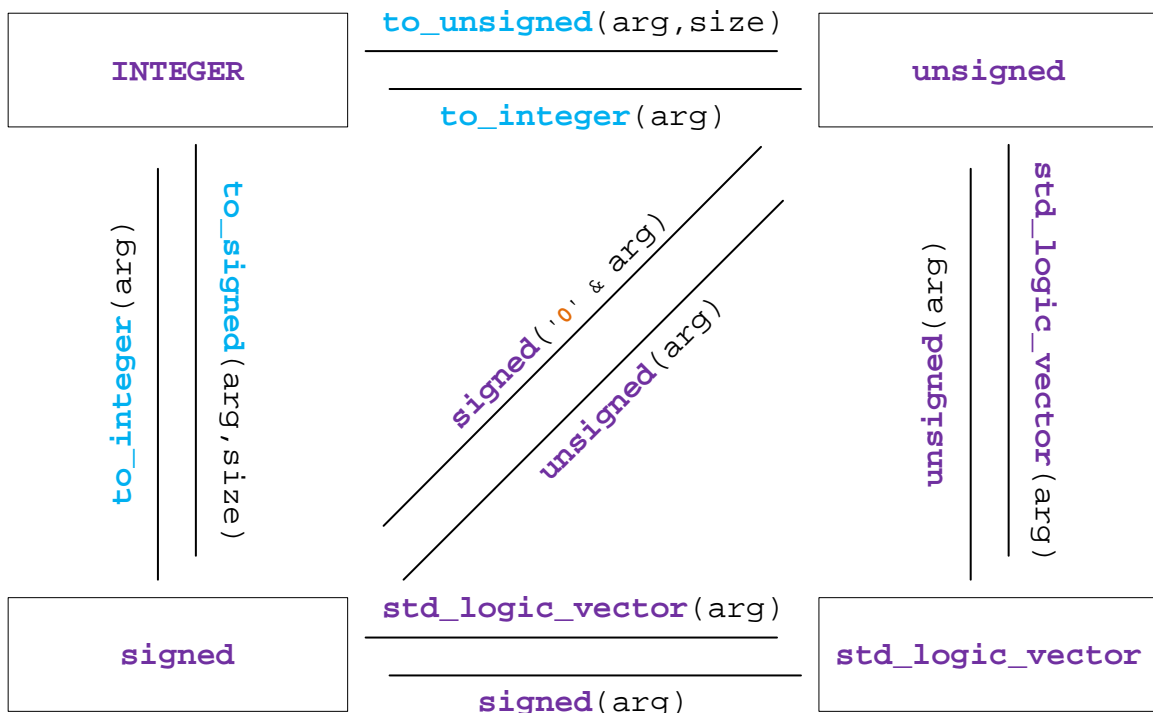 to_unsigned(arg,size)
INTEGER
unsigned
to_integer(arg)
to_integer(arg)
to_signed(arg,size)
signed('0' & arg)
unsigned(arg)
unsigned(arg)
std_logic_vector(arg)
std_logic_vector(arg)
signed
std_logic_vector
signed(arg)